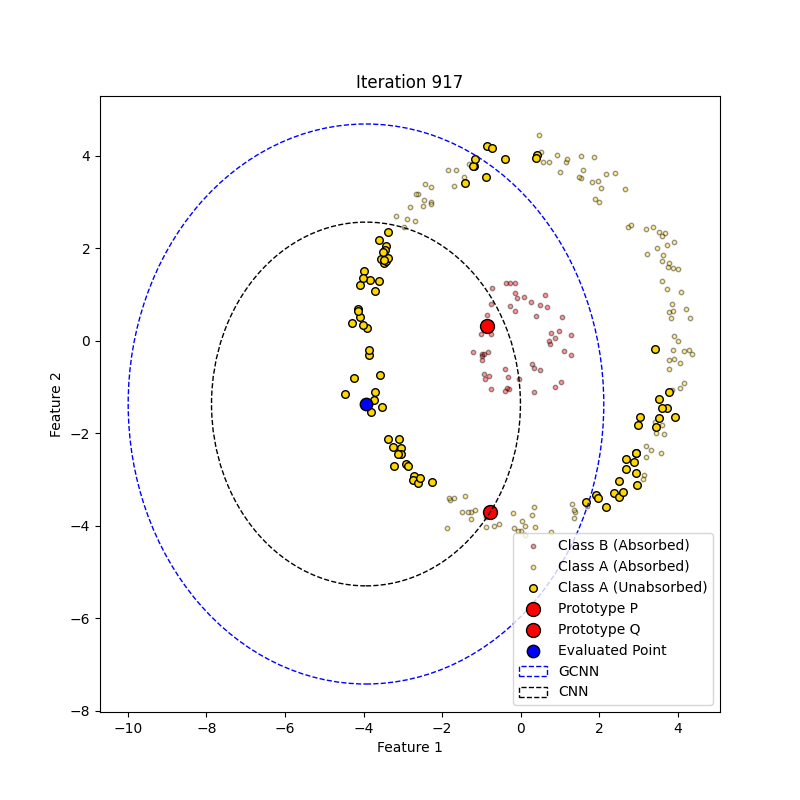 Iteration 917
Feature 2
4
2
0
−2
−4
−6
−8
−10
−8
−6
−4
−2
0
2
4
Feature 1
Class B (Absorbed)
Class A (Absorbed)
Class A (Unabsorbed)
Prototype P
Prototype Q
Evaluated Point
GCNN
CNN